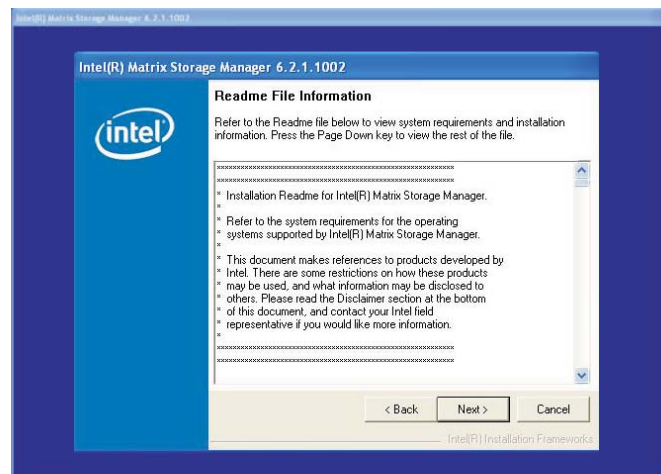 Intel(R) Matrix Storage Manager 6.2.1.1002
Intel(R) Matrix Storage Manager 6.2.1.1002
intel
Readme File Information
Refer to the Readme file below to view system requirements and installation
information. Press the Page Down key to view the rest of the file.
********************************************************
********************************************************
* Installation Readme for Intel(R) Matrix Storage Manager.
*
* Refer to the system requirements for the operating
* systems supported by Intel(R) Matrix Storage Manager.
*
* This document makes references to products developed by
* Intel. There are some restrictions on how these products
* may be used, and what information may be disclosed to
* others. Please read the Disclaimer section at the bottom
* of this document, and contact your Intel field
* representative if you would like more information.
*
********************************************************
********************************************************
< Back Next > Cancel
Intel(R) Installation Frameworks